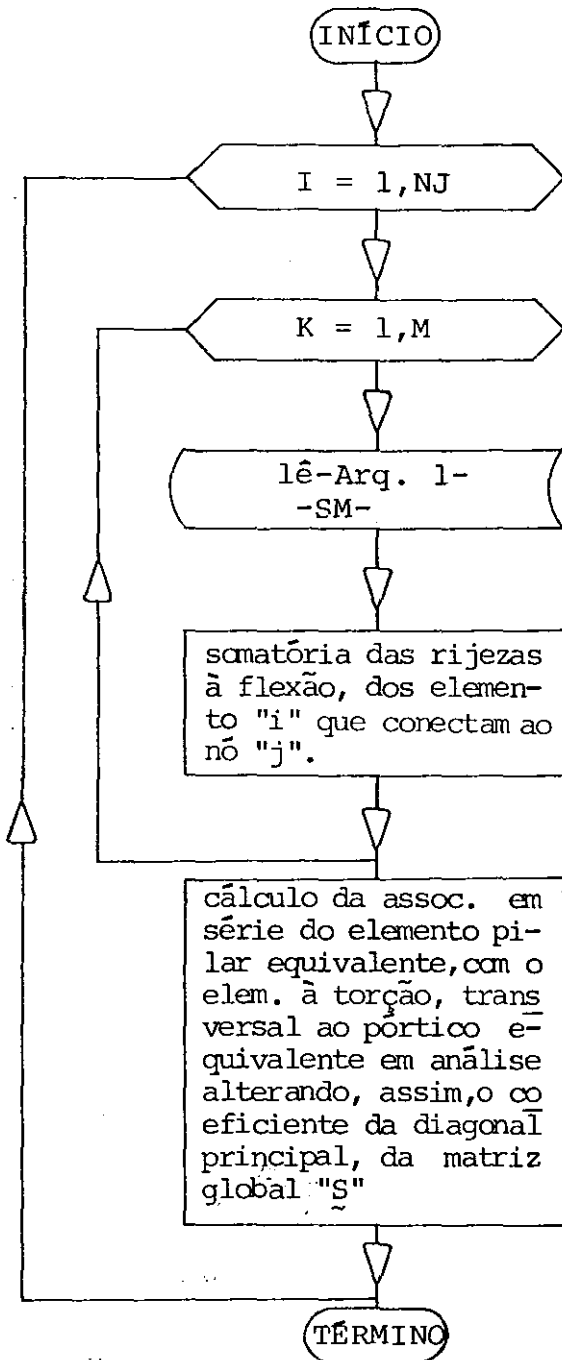 INÍCIO
I = 1,NJ
K = 1,M
lê-Arq. 1-
-SM-
somatória das rijezas
à flexão, dos elemen-
to "i" que conectam ao
nó "j".
cálculo da assoc. em
série do elemento pi-
lar equivalente,com o
elem. à torção, trans
versal ao pórtico e-
quivalente em análise
alterando, assim,o co
eficiente da diagonal
principal, da matriz
global "S"
TÉRMINO